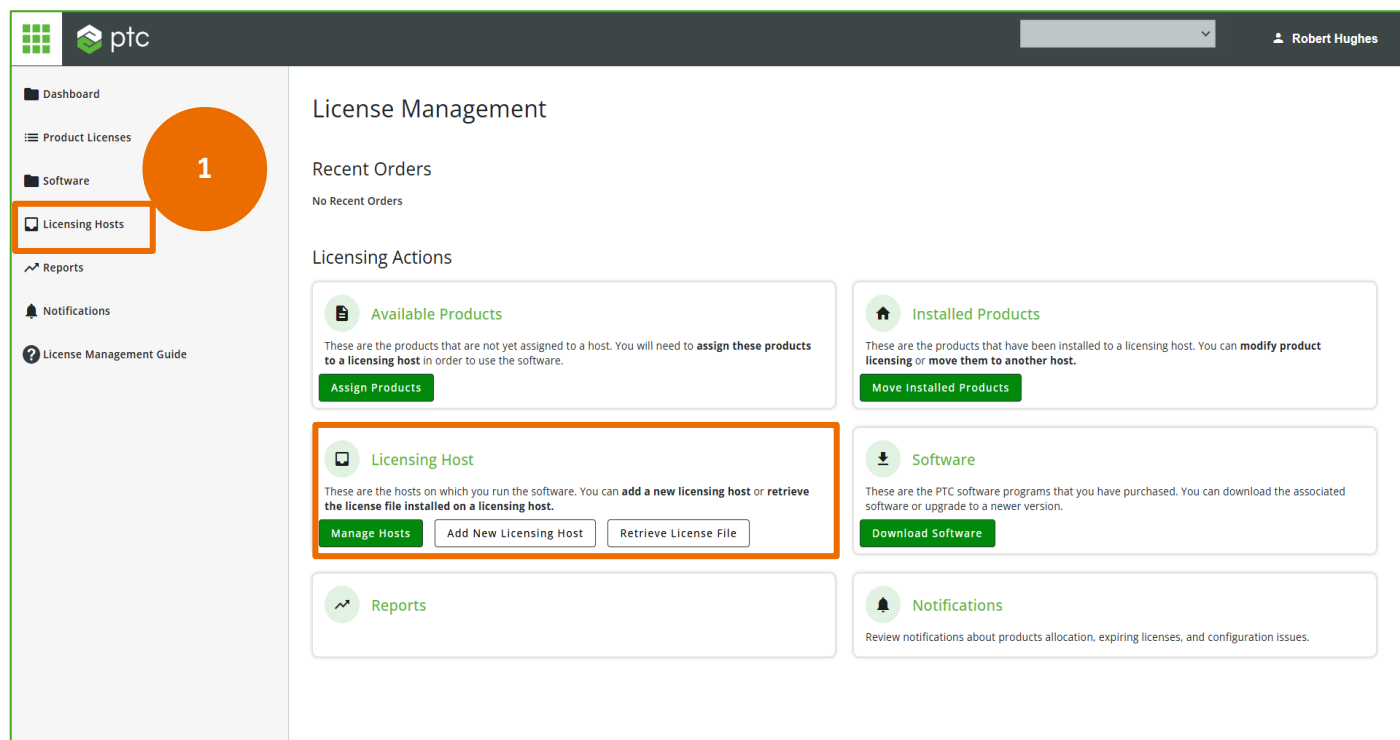 ptc
Robert Hughes
Dashboard
Product Licenses
Software
Licensing Hosts
Reports
Notifications
License Management Guide
1
License Management
Recent Orders
No Recent Orders
Licensing Actions
Available Products
These are the products that are not yet assigned to a host. You will need to assign these products
to a licensing host in order to use the software.
Assign Products
Installed Products
These are the products that have been installed to a licensing host. You can modify product
licensing or move them to another host.
Move Installed Products
Licensing Host
These are the hosts on which you run the software. You can add a new licensing host or retrieve
the license file installed on a licensing host.
Manage Hosts
Add New Licensing Host
Retrieve License File
Software
These are the PTC software programs that you have purchased. You can download the associated
software or upgrade to a newer version.
Download Software
Reports
Notifications
Review notifications about products allocation, expiring licenses, and configuration issues.